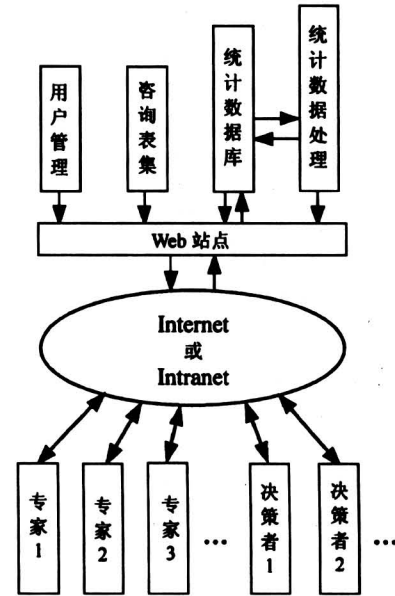 用户管理
咨询表集
统计数据库
统计数据处理
Web 站点
Internet
或
Intranet
专家1
专家2
专家3
...
决策者1
决策者2
...